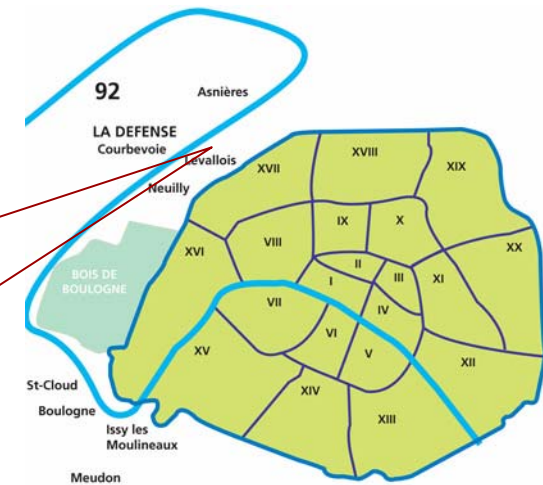 92
Asnières
LA DEFENSE
Courbevoie
Levallois
Neuilly
XVII
XVIII
XIX
IX
X
XX
VIII
XVI
II
III
XI
I
BOIS DE
BOULOGNE
VII
IV
VI
V
XV
XII
XIV
XIII
St-Cloud
Boulogne
Issy les
Moulineaux
Meudon